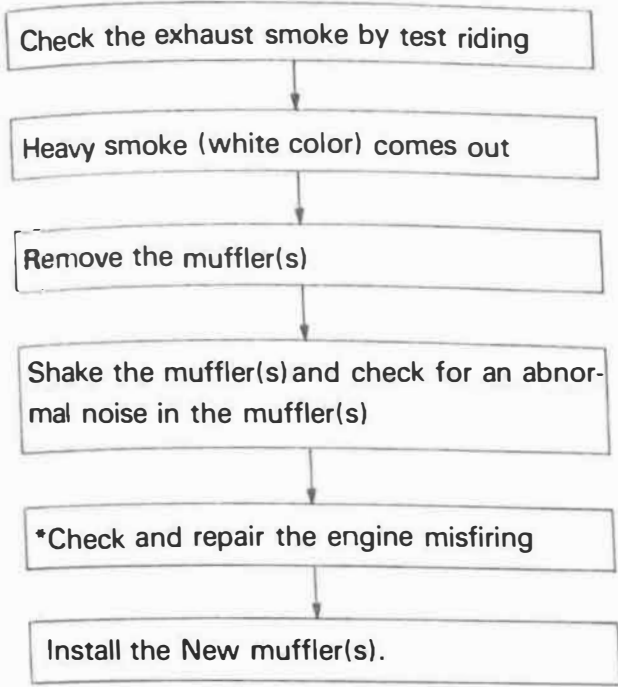 Check the exhaust smoke by test riding
Heavy smoke (white color) comes out
Remove the muffler(s)
Shake the muffler(s) and check for an abnor-
mal noise in the muffler(s)
*Check and repair the engine misfiring
Install the New muffler(s).